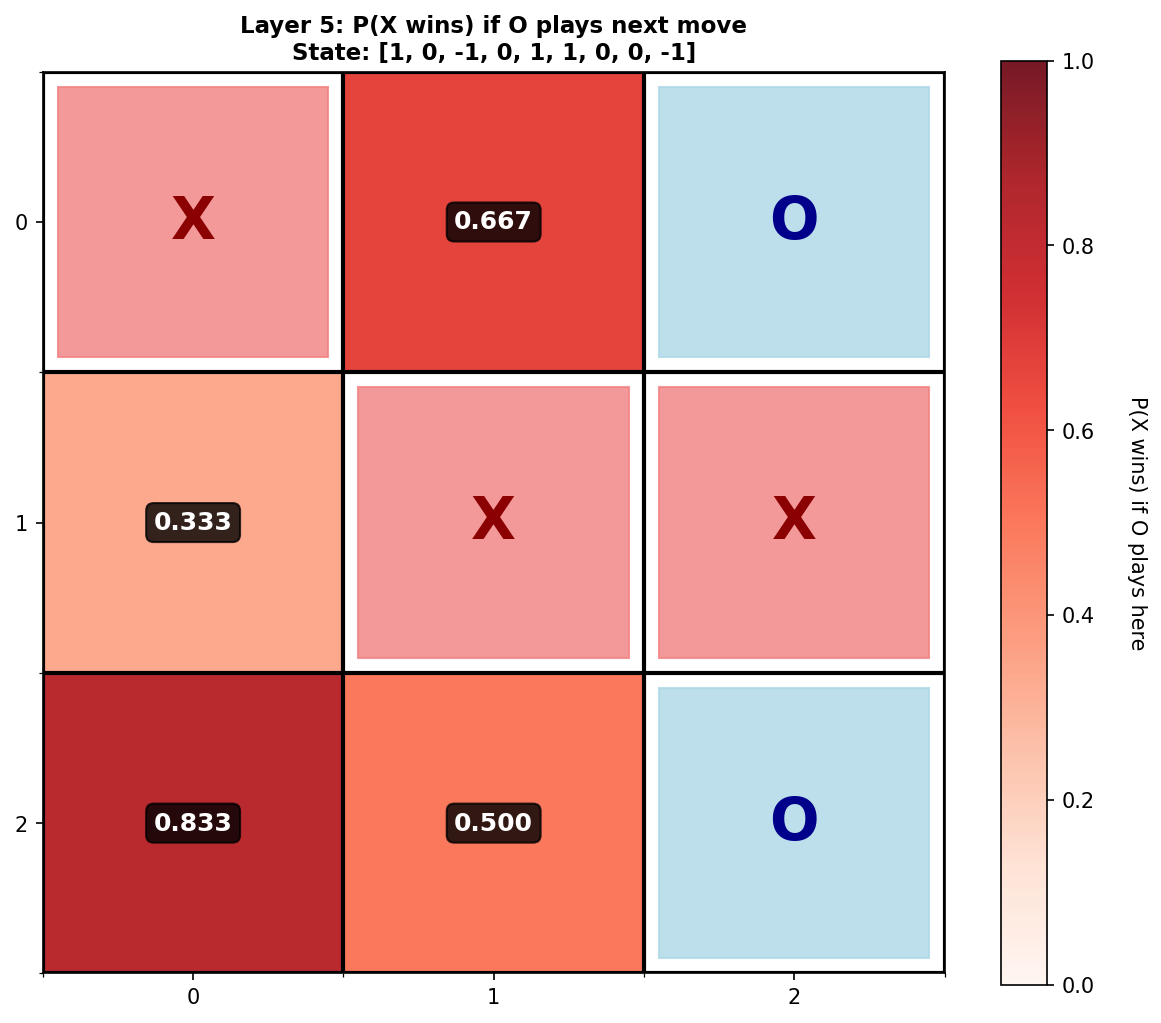 Layer 5: P(X wins) if O plays next move
State: [1, 0, -1, 0, 1, 1, 0, 0, -1]
0
X
0.667
O
1
0.333
X
X
2
0.833
0.500
O
0
1
2
1.0
0.8
0.6
0.4
0.2
0.0
P(X wins) if O plays here